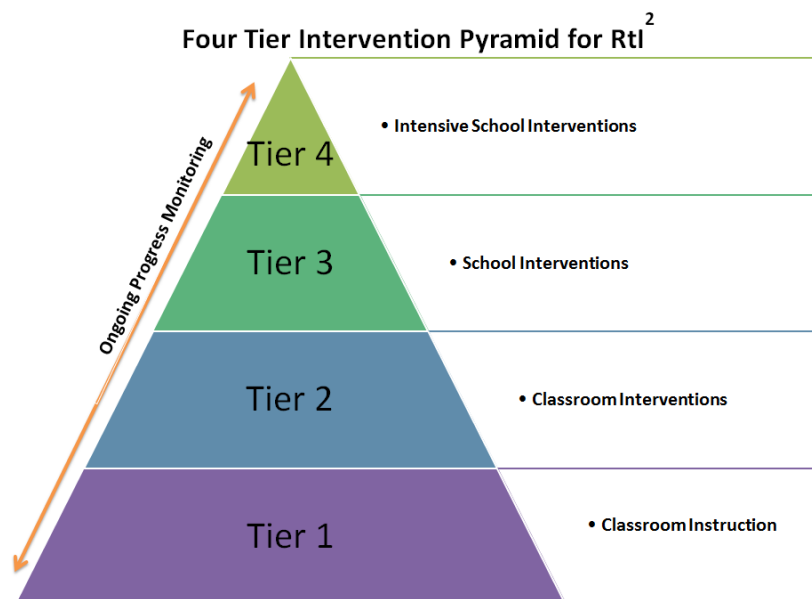 Four Tier Intervention Pyramid for RtI²
Ongoing Progress Monitoring
Tier 4
• Intensive School Interventions
Tier 3
• School Interventions
Tier 2
• Classroom Interventions
Tier 1
• Classroom Instruction